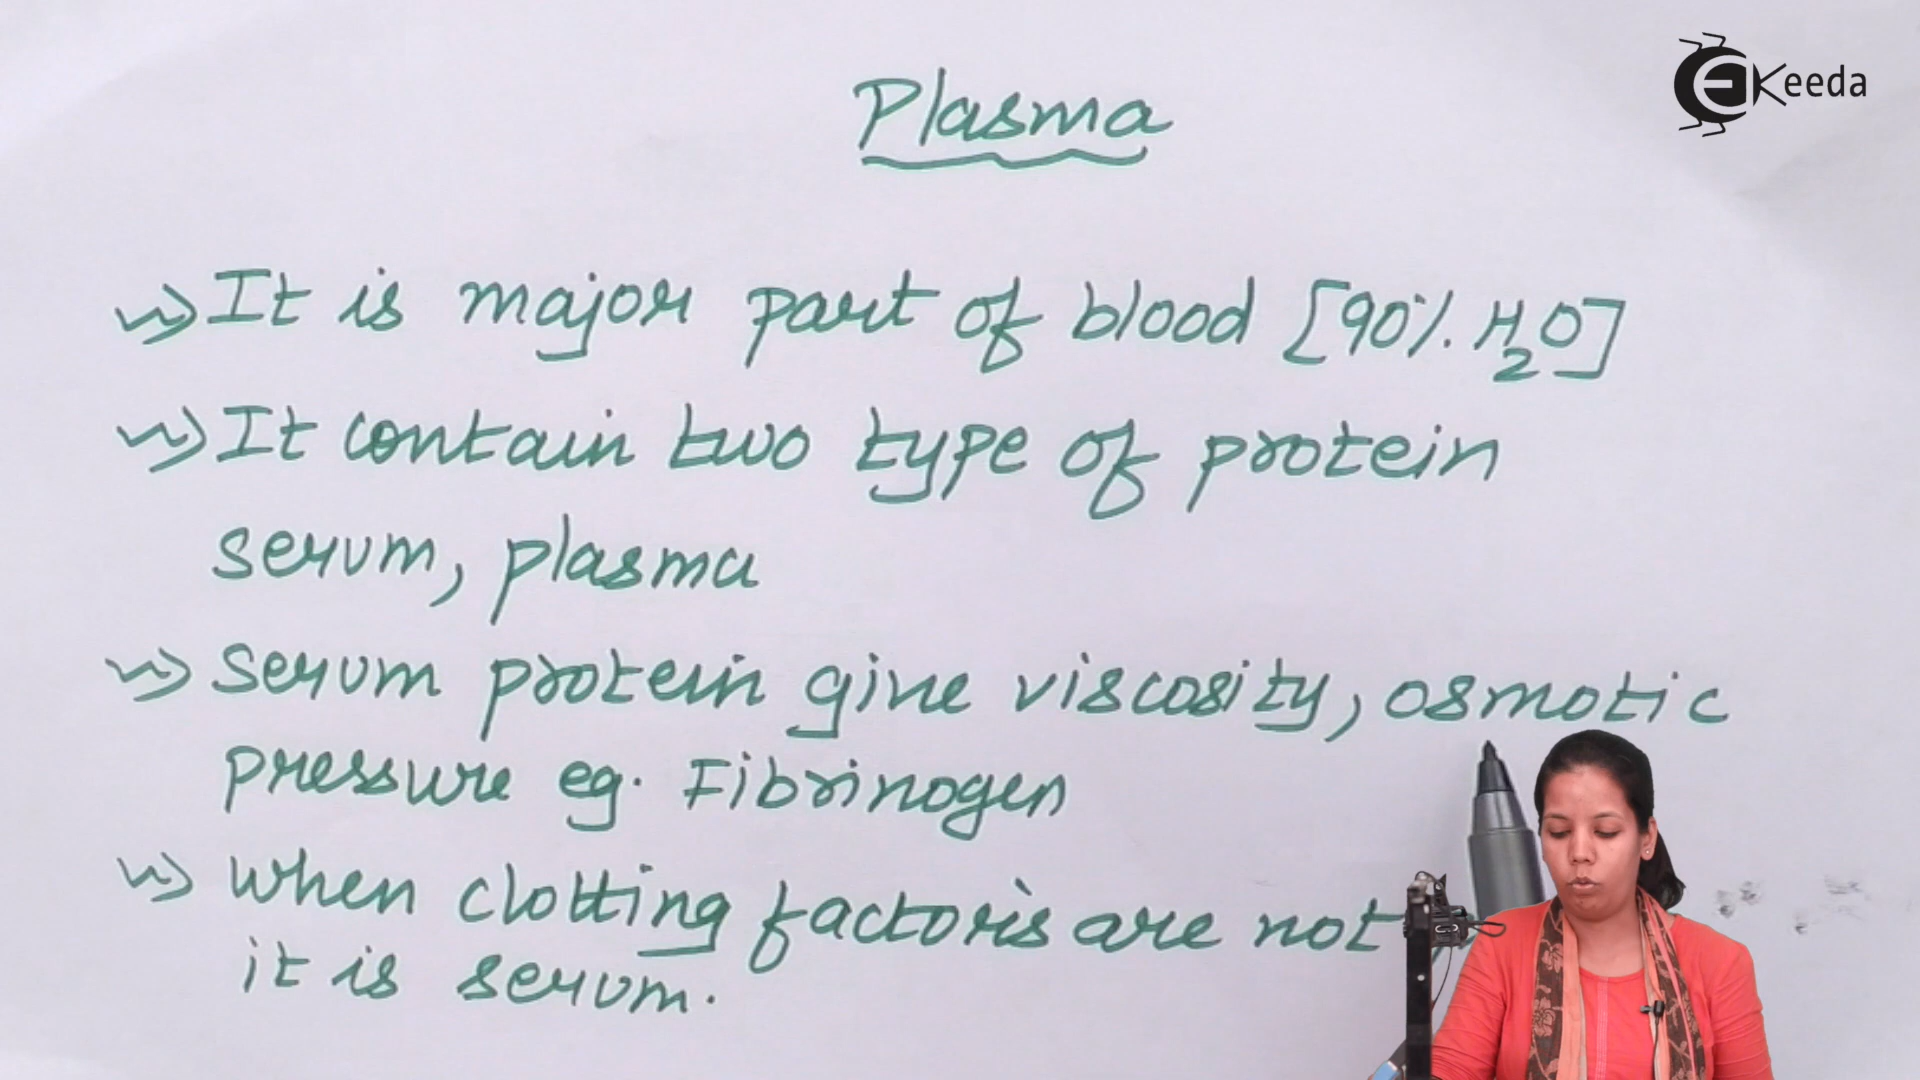 Plasma
EKeeda
It is major part of blood [90%. H₂O]
It contain two type of protein
serum, plasma
serum protein give viscosity, osmotic
pressure eg. Fibrinogen
when clotting factors are not
it is serum.